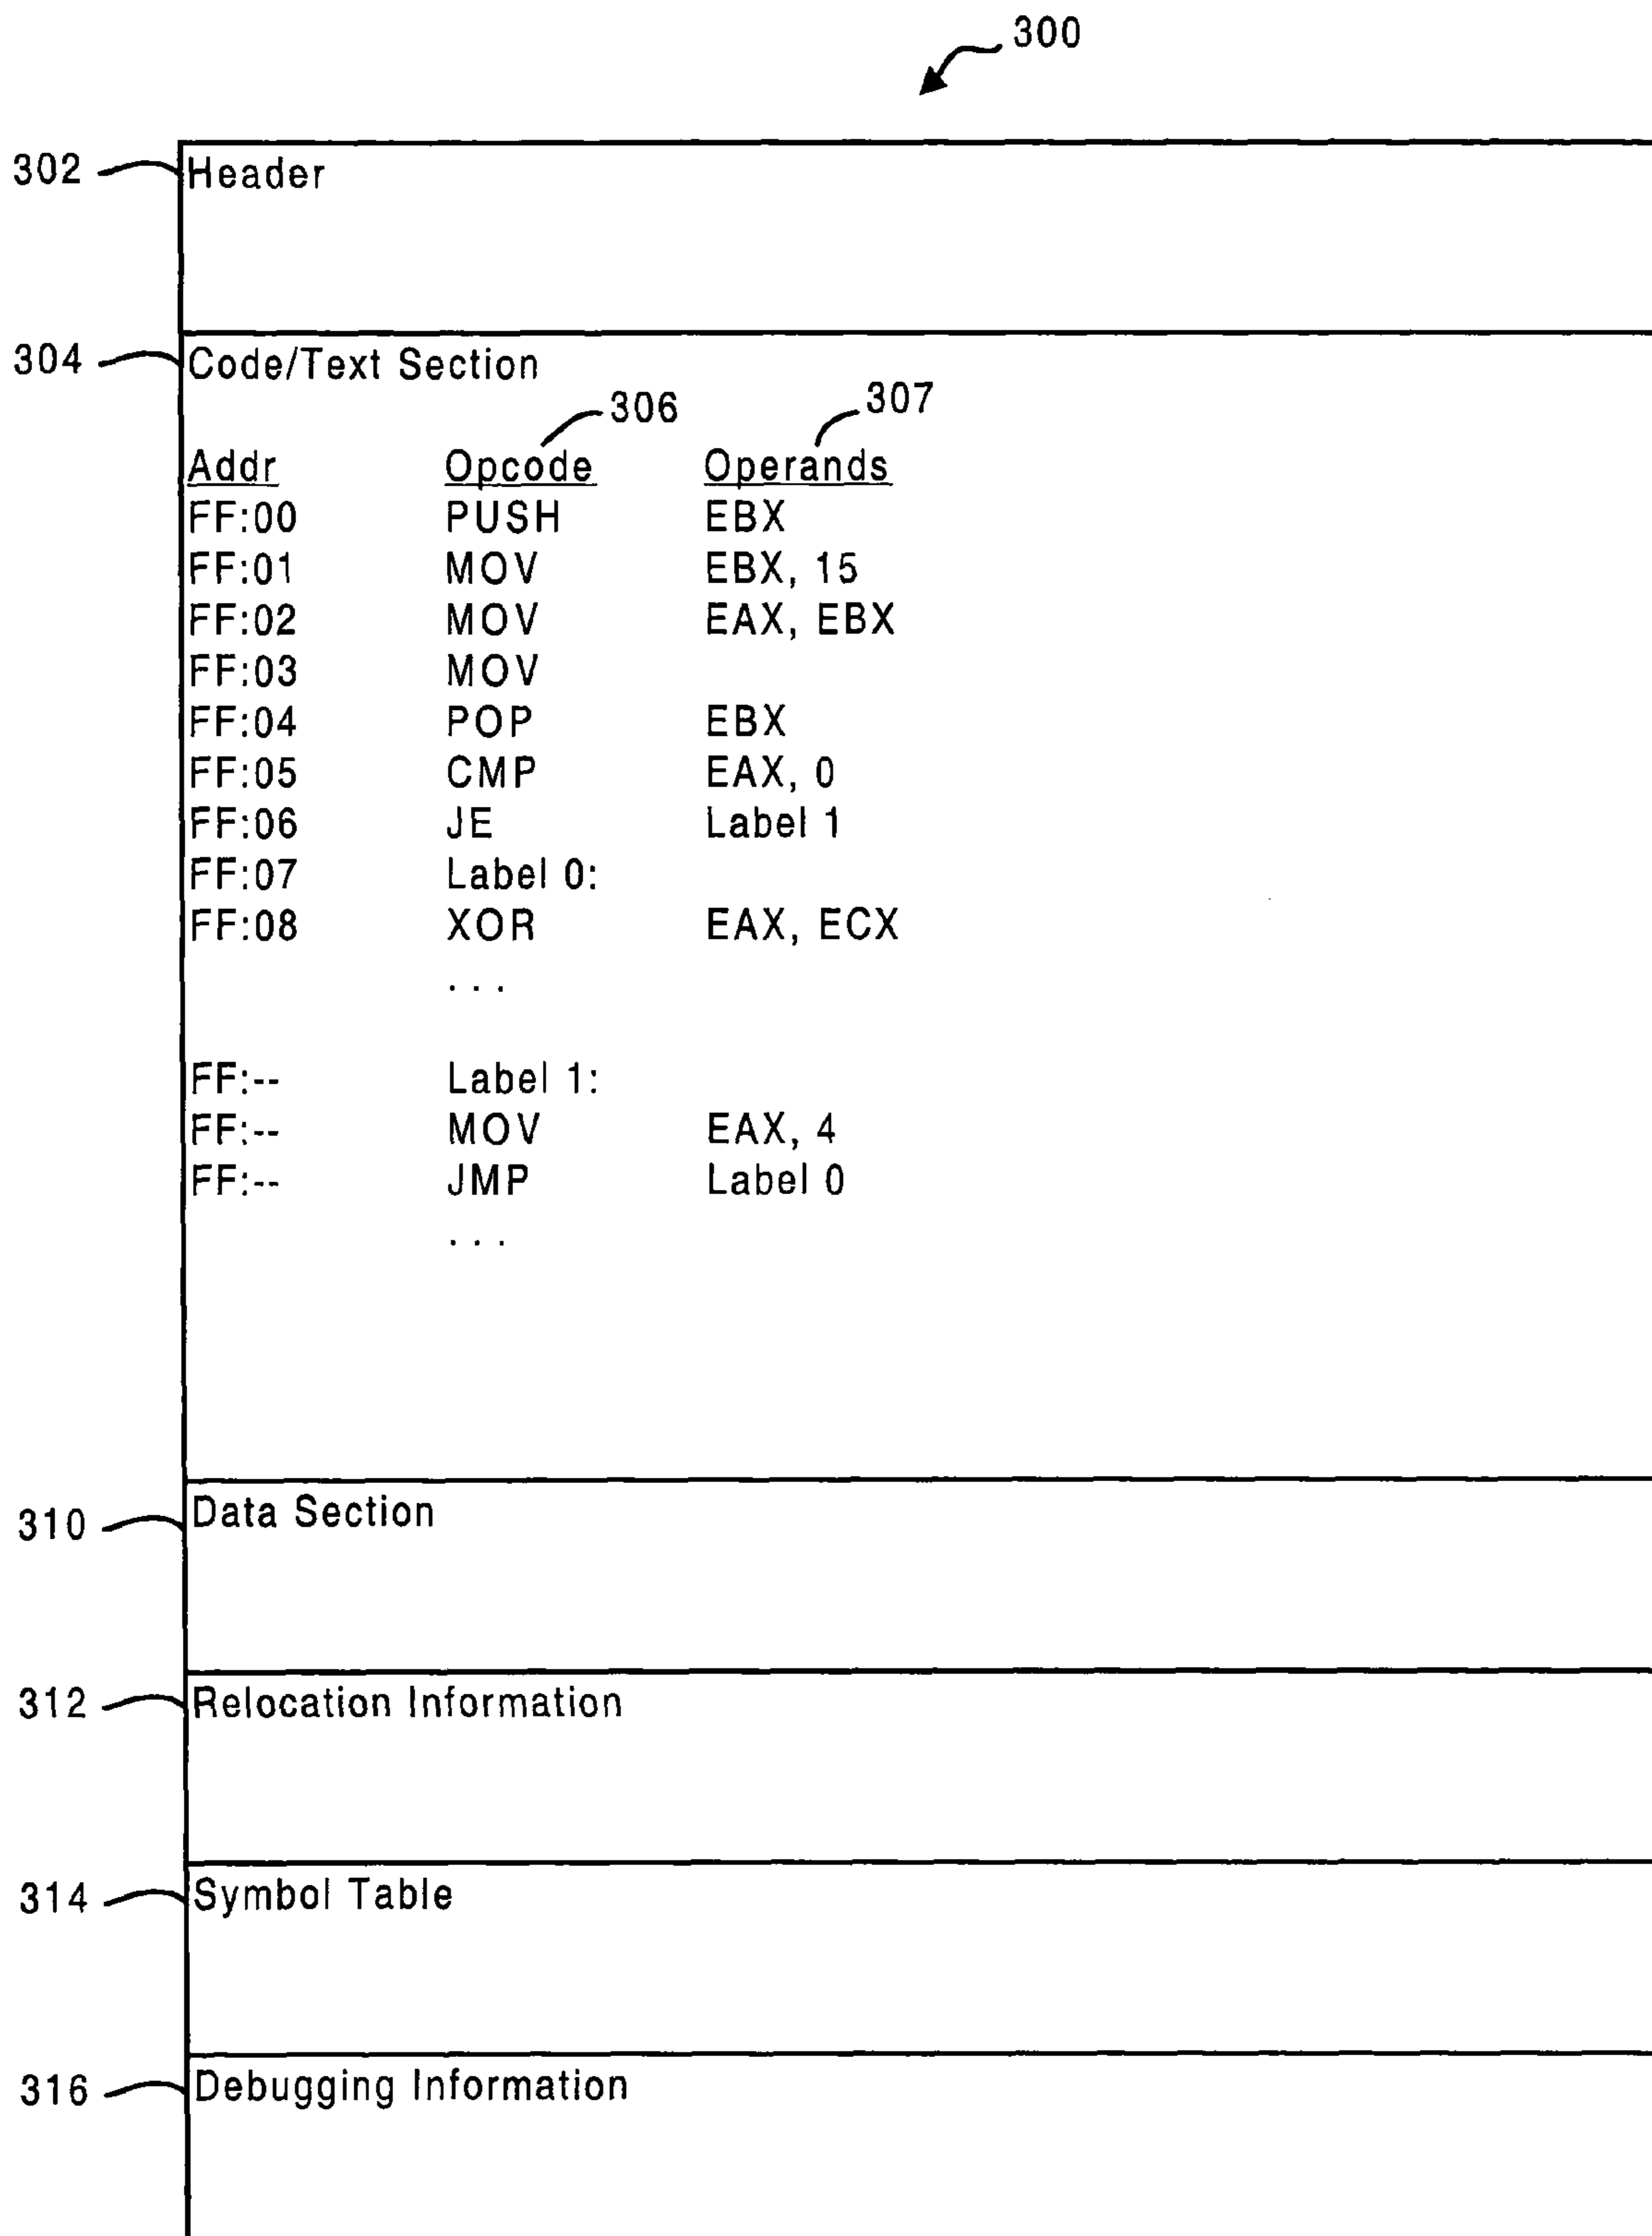 300
302 Header
304 Code/Text Section
306 307
Addr Opcode Operands
FF:00 PUSH EBX
FF:01 MOV EBX, 15
FF:02 MOV EAX, EBX
FF:03 MOV
FF:04 POP EBX
FF:05 CMP EAX, 0
FF:06 JE Label 1
FF:07 Label 0:
FF:08 XOR EAX, ECX
. . .
FF:-- Label 1:
FF:-- MOV EAX, 4
FF:-- JMP Label 0
. . .
310 Data Section
312 Relocation Information
314 Symbol Table
316 Debugging Information